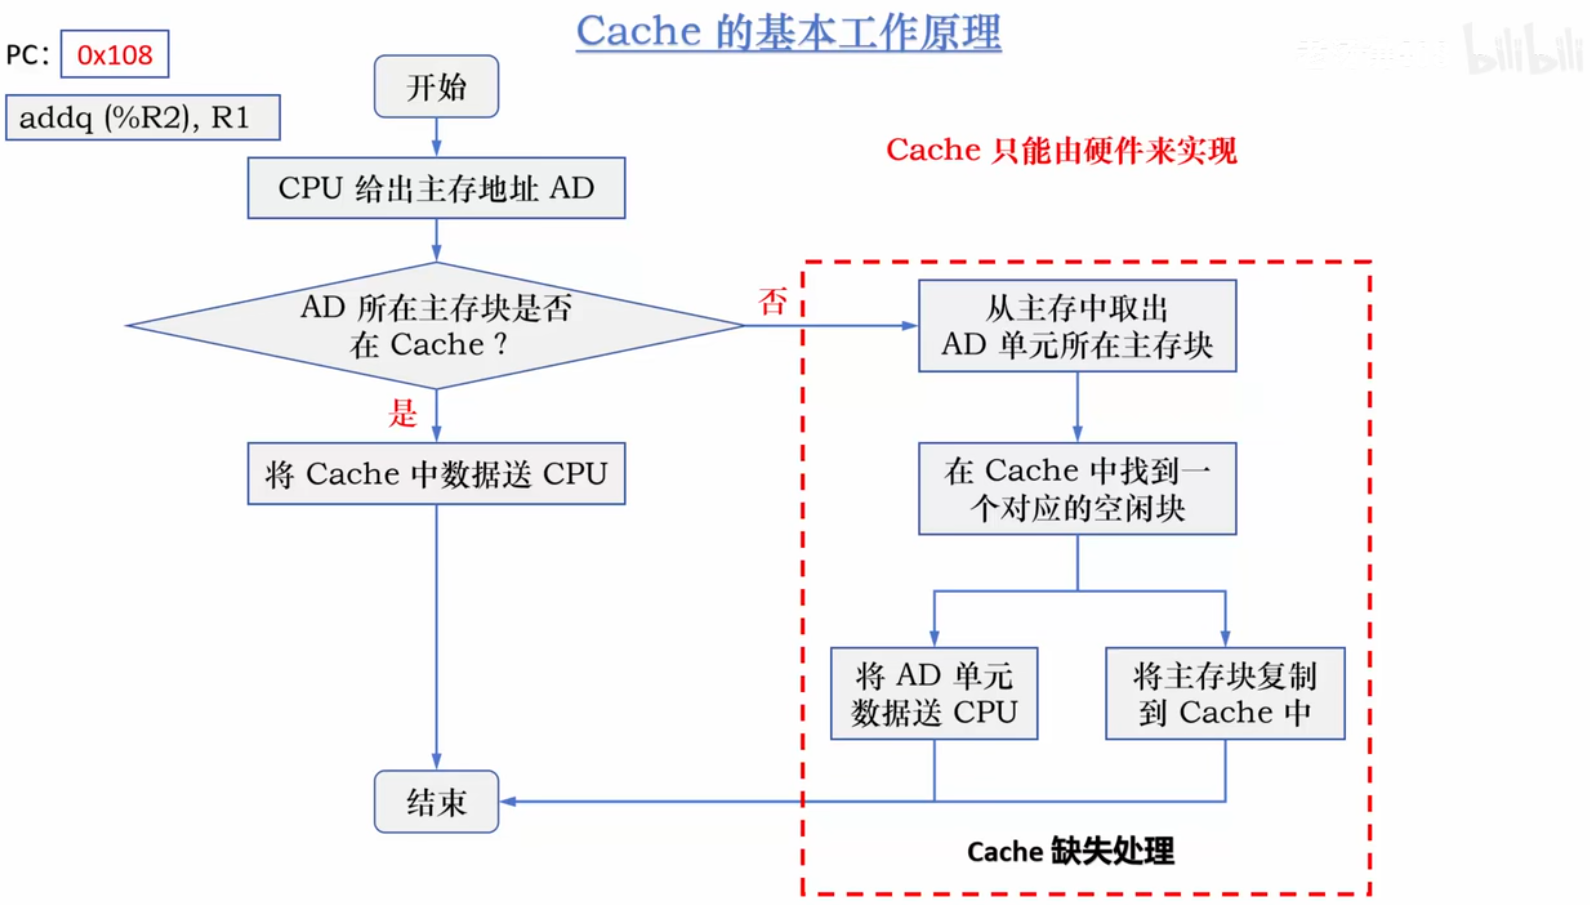 Cache 的基本工作原理
bilibili
PC: 0x108
addq (%R2), R1
开始
Cache 只能由硬件来实现
CPU 给出主存地址 AD
AD 所在主存块是否
在 Cache ?
否
是
从主存中取出
AD 单元所在主存块
将 Cache 中数据送 CPU
在 Cache 中找到一
个对应的空闲块
将 AD 单元
数据送 CPU
将主存块复制
到 Cache 中
结束
Cache 缺失处理